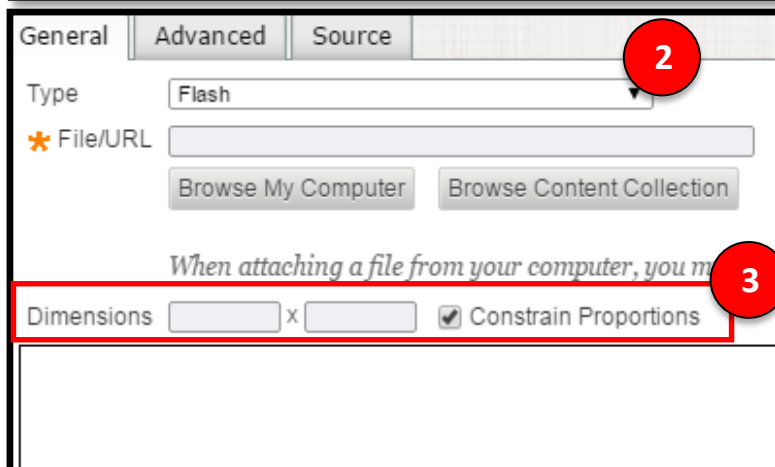 General Advanced Source
2
Type Flash
File/URL
Browse My Computer Browse Content Collection
When attaching a file from your computer, you
3
Dimensions x Constrain Proportions